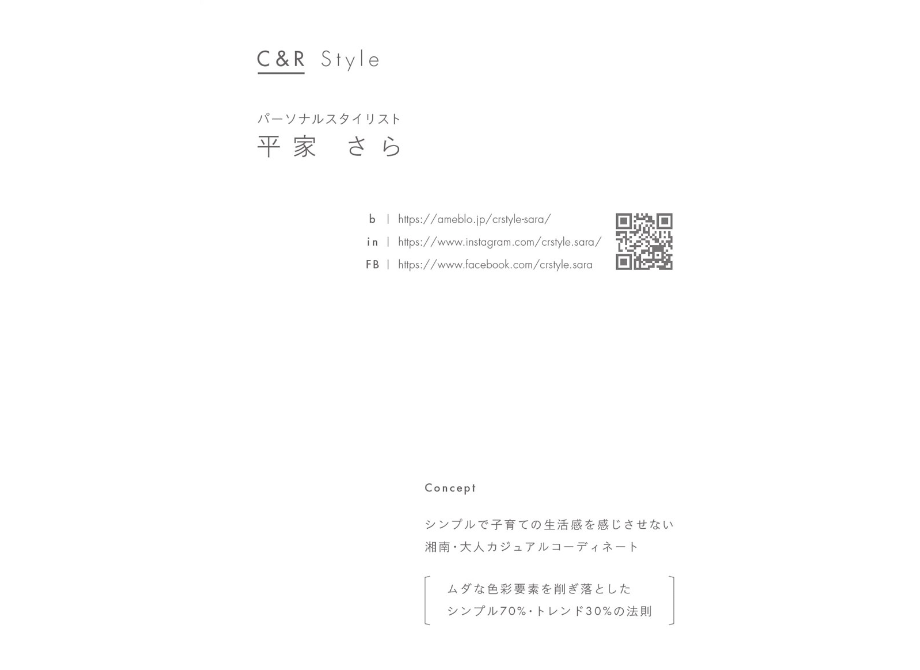 C&R Style
パーソナルスタイリスト
平家 さら
b | https://ameblo.jp/crstyle-sara/
in | https://www.instagram.com/crstyle.sara/
FB | https://www.facebook.com/crstyle.sara
Concept
シンプルで子育ての生活感を感じさせない
湘南・大人カジュアルコーディネート
ムダな色彩要素を削ぎ落とした
シンプル70%・トレンド30%の法則